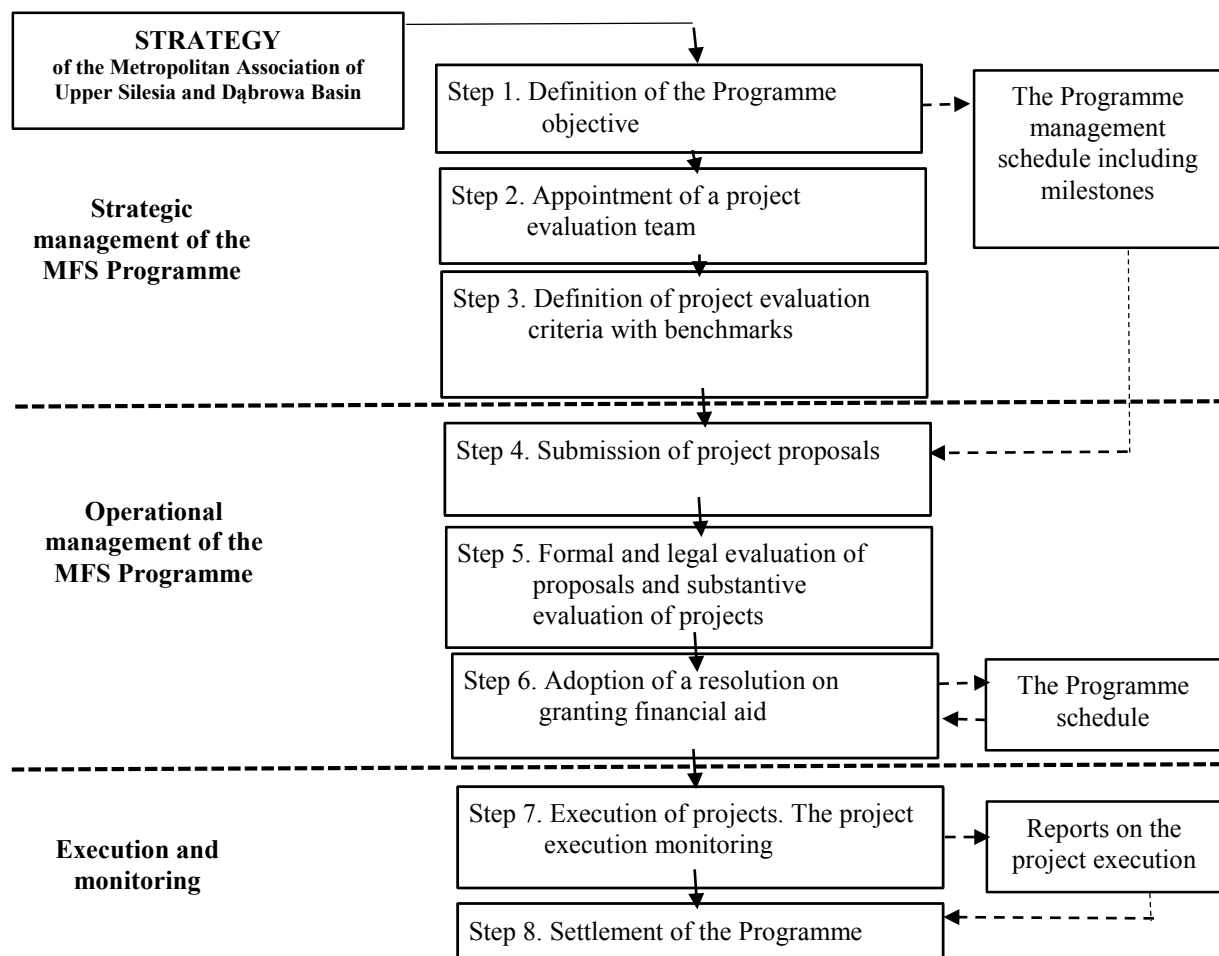 STRATEGY
of the Metropolitan Association of
Upper Silesia and Dąbrowa Basin
Step 1. Definition of the Programme
objective
The Programme
management
schedule including
milestones
Strategic
management of the
MFS Programme
Step 2. Appointment of a project
evaluation team
Step 3. Definition of project evaluation
criteria with benchmarks
Operational
management of the
MFS Programme
Step 4. Submission of project proposals
Step 5. Formal and legal evaluation of
proposals and substantive
evaluation of projects
Step 6. Adoption of a resolution on
granting financial aid
The Programme
schedule
Execution and
monitoring
Step 7. Execution of projects. The project
execution monitoring
Reports on the
project execution
Step 8. Settlement of the Programme